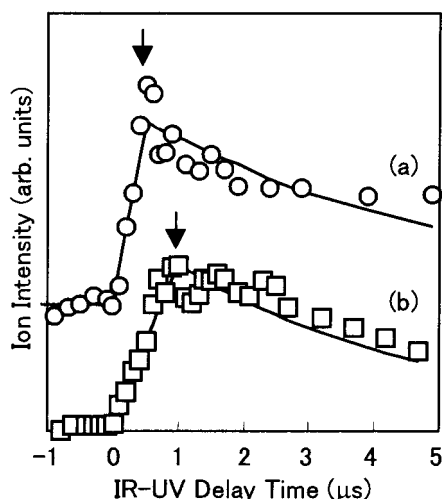 Ion Intensity (arb. units)
(a)
(b)
-1 0 1 2 3 4 5
IR-UV Delay Time (μs)